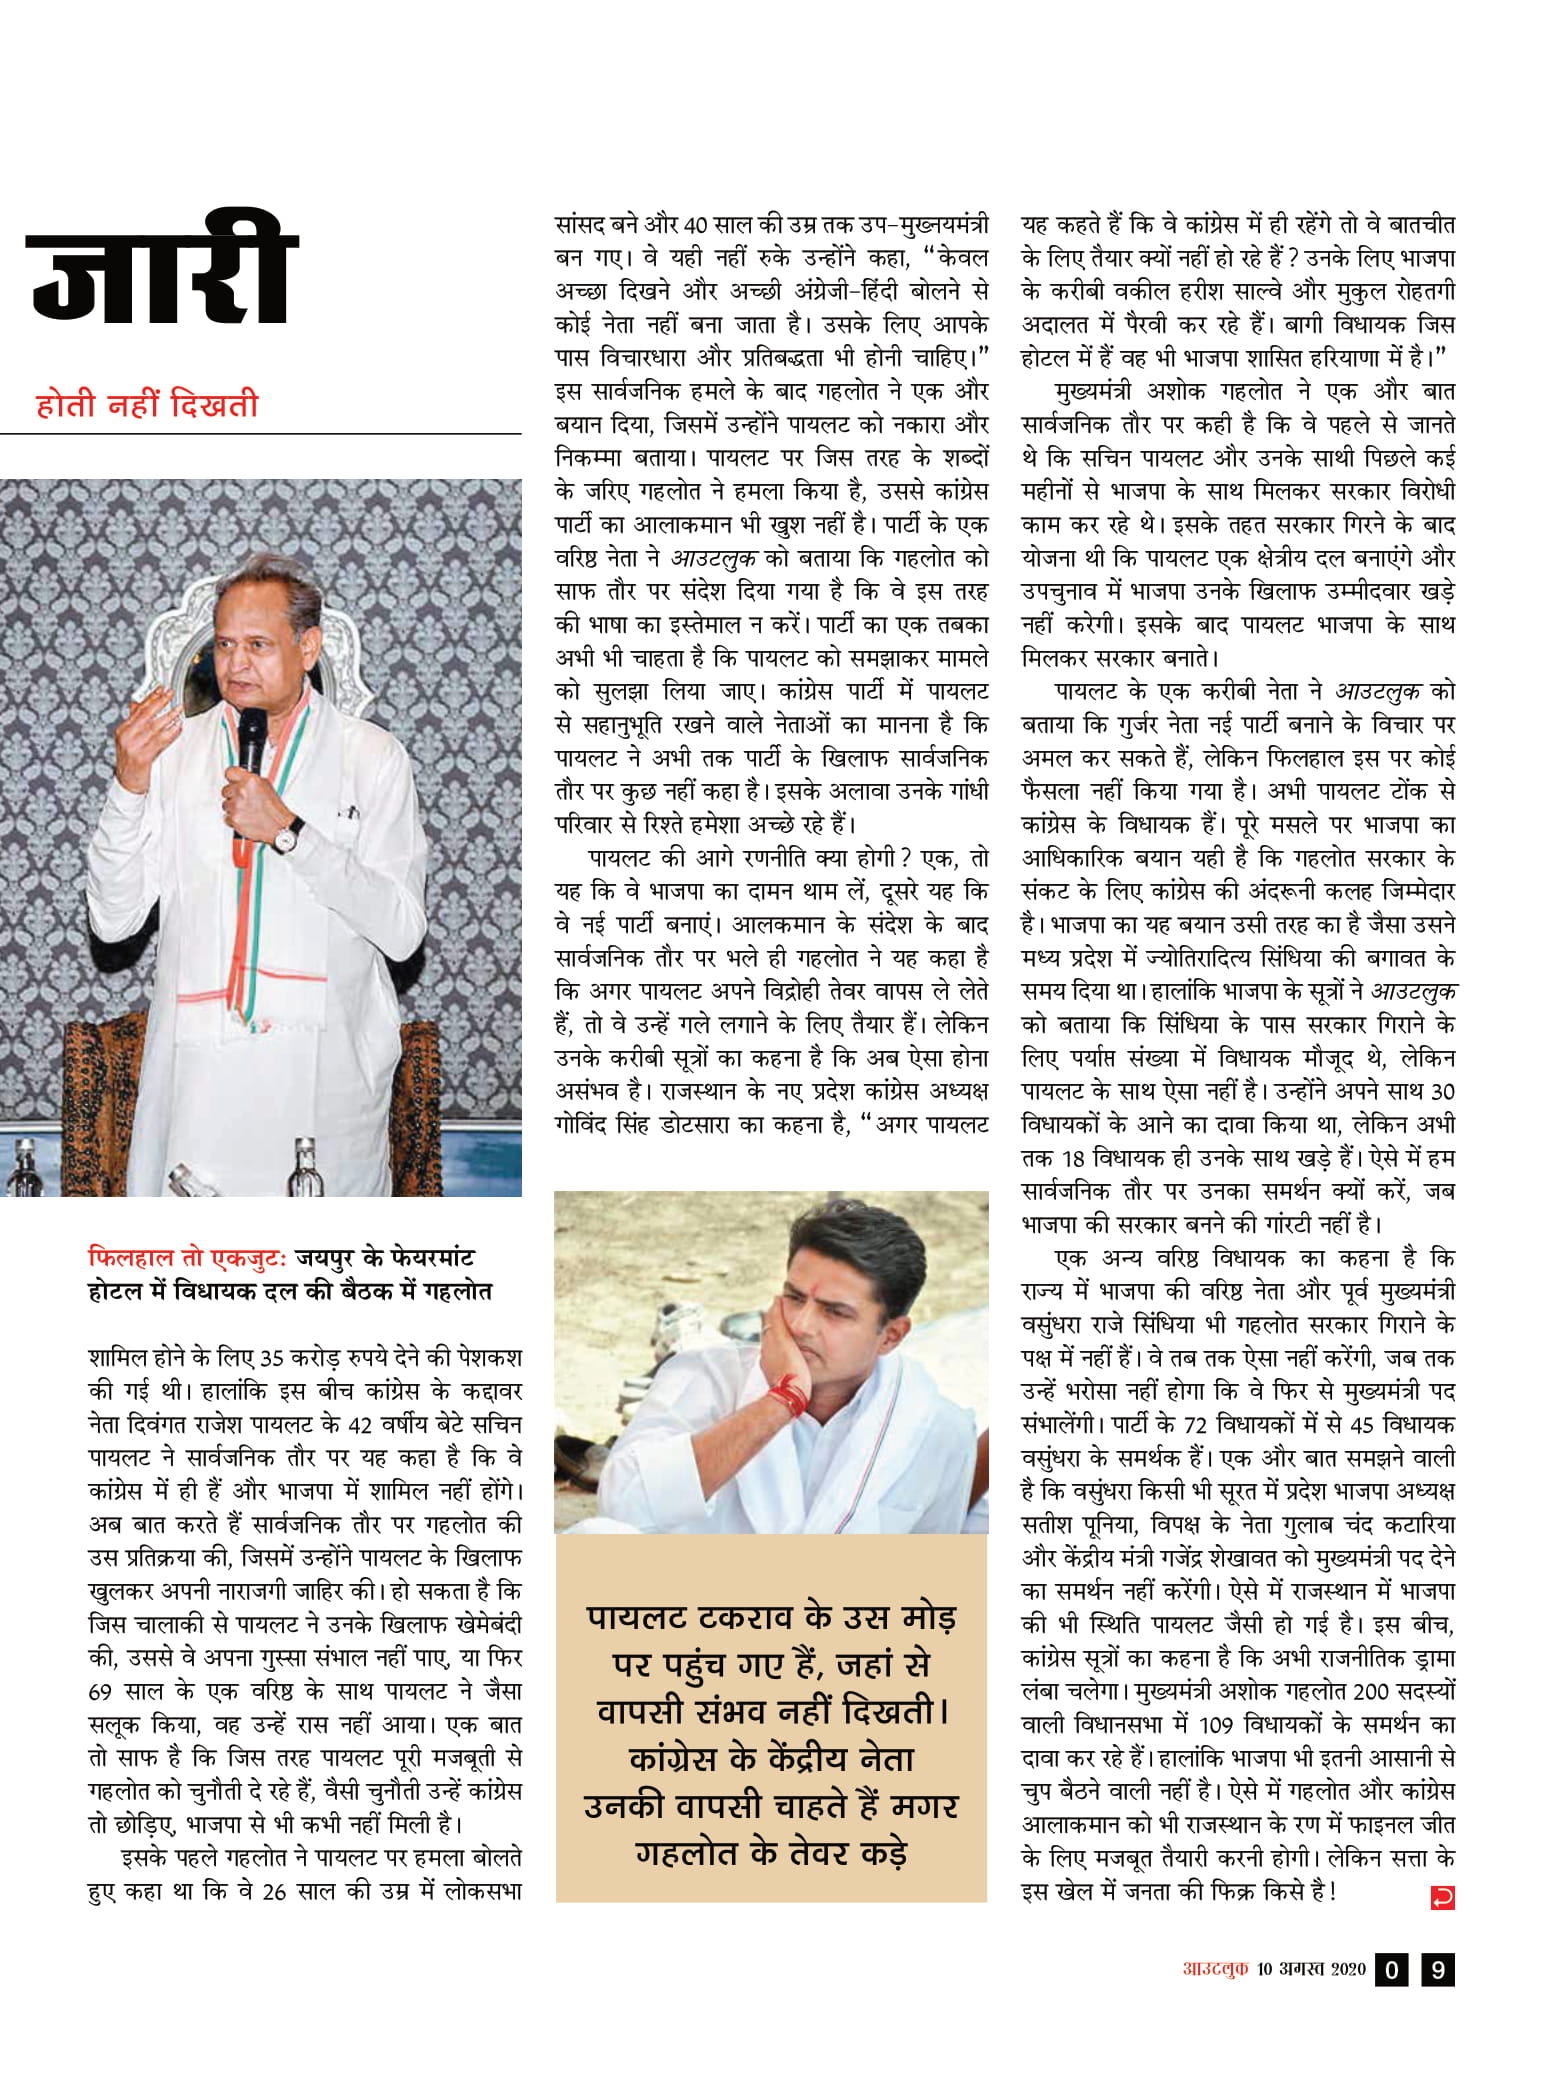 जारी
होती नहीं दिखती
फिलहाल तो एकजुट: जयपुर के फेयरमांट
होटल में विधायक दल की बैठक में गहलोत
शामिल होने के लिए 35 करोड़ रुपये देने की पेशकश
की गई थी। हालांकि इस बीच कांग्रेस के कद्दावर
नेता दिवंगत राजेश पायलट के 42 वर्षीय बेटे सचिन
पायलट ने सार्वजनिक तौर पर यह कहा है कि वे
कांग्रेस में ही हैं और भाजपा में शामिल नहीं होंगे।
अब बात करते हैं सार्वजनिक तौर पर गहलोत की
उस प्रतिक्रया की, जिसमें उन्होंने पायलट के खिलाफ
खुलकर अपनी नाराजगी जाहिर की। हो सकता है कि
जिस चालाकी से पायलट ने उनके खिलाफ खेमेबंदी
की, उससे वे अपना गुस्सा संभाल नहीं पाए, या फिर
69 साल के एक वरिष्ठ के साथ पायलट ने जैसा
सलूक किया, वह उन्हें रास नहीं आया। एक बात
तो साफ है कि जिस तरह पायलट पूरी मजबूती से
गहलोत को चुनौती दे रहे हैं, वैसी चुनौती उन्हें कांग्रेस
तो छोड़िए, भाजपा से भी कभी नहीं मिली है।
इसके पहले गहलोत ने पायलट पर हमला बोलते
हुए कहा था कि वे 26 साल की उम्र में लोकसभा
सांसद बने और 40 साल की उम्र तक उप-मुख्नयमंत्री
बन गए। वे यही नहीं रुके उन्होंने कहा, “केवल
अच्छा दिखने और अच्छी अंग्रेजी-हिंदी बोलने से
कोई नेता नहीं बना जाता है। उसके लिए आपके
पास विचारधारा और प्रतिबद्धता भी होनी चाहिए।”
इस सार्वजनिक हमले के बाद गहलोत ने एक और
बयान दिया, जिसमें उन्होंने पायलट को नकारा और
निकम्मा बताया। पायलट पर जिस तरह के शब्दों
के जरिए गहलोत ने हमला किया है, उससे कांग्रेस
पार्टी का आलाकमान भी खुश नहीं है। पार्टी के एक
वरिष्ठ नेता ने आउटलुक को बताया कि गहलोत को
साफ तौर पर संदेश दिया गया है कि वे इस तरह
की भाषा का इस्तेमाल न करें। पार्टी का एक तबका
अभी भी चाहता है कि पायलट को समझाकर मामले
को सुलझा लिया जाए। कांग्रेस पार्टी में पायलट
से सहानुभूति रखने वाले नेताओं का मानना है कि
पायलट ने अभी तक पार्टी के खिलाफ सार्वजनिक
तौर पर कुछ नहीं कहा है। इसके अलावा उनके गांधी
परिवार से रिश्ते हमेशा अच्छे रहे हैं।
पायलट की आगे रणनीति क्या होगी? एक, तो
यह कि वे भाजपा का दामन थाम लें, दूसरे यह कि
वे नई पार्टी बनाएं। आलकमान के संदेश के बाद
सार्वजनिक तौर पर भले ही गहलोत ने यह कहा है
कि अगर पायलट अपने विद्रोही तेवर वापस ले लेते
हैं, तो वे उन्हें गले लगाने के लिए तैयार हैं। लेकिन
उनके करीबी सूत्रों का कहना है कि अब ऐसा होना
असंभव है। राजस्थान के नए प्रदेश कांग्रेस अध्यक्ष
गोविंद सिंह डोटसारा का कहना है, “अगर पायलट
पायलट टकराव के उस मोड़
पर पहुंच गए हैं, जहां से
वापसी संभव नहीं दिखती।
कांग्रेस के केंद्रीय नेता
उनकी वापसी चाहते हैं मगर
गहलोत के तेवर कड़े
यह कहते हैं कि वे कांग्रेस में ही रहेंगे तो वे बातचीत
के लिए तैयार क्यों नहीं हो रहे हैं? उनके लिए भाजपा
के करीबी वकील हरीश साल्वे और मुकुल रोहतगी
अदालत में पैरवी कर रहे हैं। बागी विधायक जिस
होटल में हैं वह भी भाजपा शासित हरियाणा में है।”
मुख्यमंत्री अशोक गहलोत ने एक और बात
सार्वजनिक तौर पर कही है कि वे पहले से जानते
थे कि सचिन पायलट और उनके साथी पिछले कई
महीनों से भाजपा के साथ मिलकर सरकार विरोधी
काम कर रहे थे। इसके तहत सरकार गिरने के बाद
योजना थी कि पायलट एक क्षेत्रीय दल बनाएंगे और
उपचुनाव में भाजपा उनके खिलाफ उम्मीदवार खड़े
नहीं करेगी। इसके बाद पायलट भाजपा के साथ
मिलकर सरकार बनाते।
पायलट के एक करीबी नेता ने आउटलुक को
बताया कि गुर्जर नेता नई पार्टी बनाने के विचार पर
अमल कर सकते हैं, लेकिन फिलहाल इस पर कोई
फैसला नहीं किया गया है। अभी पायलट टोंक से
कांग्रेस के विधायक हैं। पूरे मसले पर भाजपा का
आधिकारिक बयान यही है कि गहलोत सरकार के
संकट के लिए कांग्रेस की अंदरूनी कलह जिम्मेदार
है। भाजपा का यह बयान उसी तरह का है जैसा उसने
मध्य प्रदेश में ज्योतिरादित्य सिंधिया की बगावत के
समय दिया था। हालांकि भाजपा के सूत्रों ने आउटलुक
को बताया कि सिंधिया के पास सरकार गिराने के
लिए पर्याप्त संख्या में विधायक मौजूद थे, लेकिन
पायलट के साथ ऐसा नहीं है। उन्होंने अपने साथ 30
विधायकों के आने का दावा किया था, लेकिन अभी
तक 18 विधायक ही उनके साथ खड़े हैं। ऐसे में हम
सार्वजनिक तौर पर उनका समर्थन क्यों करें, जब
भाजपा की सरकार बनने की गांरटी नहीं है।
एक अन्य वरिष्ठ विधायक का कहना है कि
राज्य में भाजपा की वरिष्ठ नेता और पूर्व मुख्यमंत्री
वसुंधरा राजे सिंधिया भी गहलोत सरकार गिराने के
पक्ष में नहीं हैं। वे तब तक ऐसा नहीं करेंगी, जब तक
उन्हें भरोसा नहीं होगा कि वे फिर से मुख्यमंत्री पद
संभालेंगी। पार्टी के 72 विधायकों में से 45 विधायक
वसुंधरा के समर्थक हैं। एक और बात समझने वाली
है कि वसुंधरा किसी भी सूरत में प्रदेश भाजपा अध्यक्ष
सतीश पूनिया, विपक्ष के नेता गुलाब चंद कटारिया
और केंद्रीय मंत्री गजेंद्र शेखावत को मुख्यमंत्री पद देने
का समर्थन नहीं करेंगी। ऐसे में राजस्थान में भाजपा
की भी स्थिति पायलट जैसी हो गई है। इस बीच,
कांग्रेस सूत्रों का कहना है कि अभी राजनीतिक ड्रामा
लंबा चलेगा। मुख्यमंत्री अशोक गहलोत 200 सदस्यों
वाली विधानसभा में 109 विधायकों के समर्थन का
दावा कर रहे हैं। हालांकि भाजपा भी इतनी आसानी से
चुप बैठने वाली नहीं है। ऐसे में गहलोत और कांग्रेस
आलाकमान को भी राजस्थान के रण में फाइनल जीत
के लिए मजबूत तैयारी करनी होगी। लेकिन सत्ता के
इस खेल में जनता की फिक्र किसे है!
आउटलुक 10 अगस्त 2020 0 9